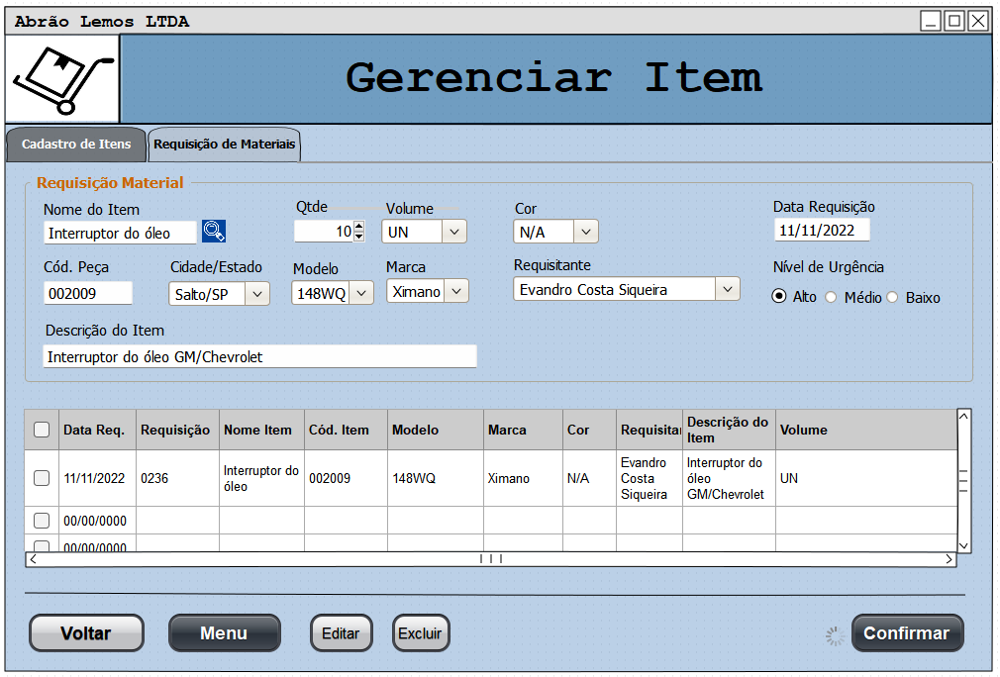 Abrão Lemos LTDA
Gerenciar Item
Cadastro de Itens Requisição de Materiais
Requisição Material
Nome do Item Qtde Volume Cor Data Requisição
Interruptor do óleo 10 UN N/A 11/11/2022
Cód. Peça Cidade/Estado Modelo Marca Requisitante Nível de Urgência
002009 Salto/SP 148WQ Ximano Evandro Costa Siqueira Alto Médio Baixo
Descrição do Item
Interruptor do óleo GM/Chevrolet
Data Req. Requisição Nome Item Cód. Item Modelo Marca Cor Requisita Descrição do Item Volume
11/11/2022 0236 Interruptor do óleo 002009 148WQ Ximano N/A Evandro Costa Siqueira Interruptor do óleo GM/Chevrolet UN
00/00/0000
00/00/0000
Voltar Menu Editar Excluir Confirmar